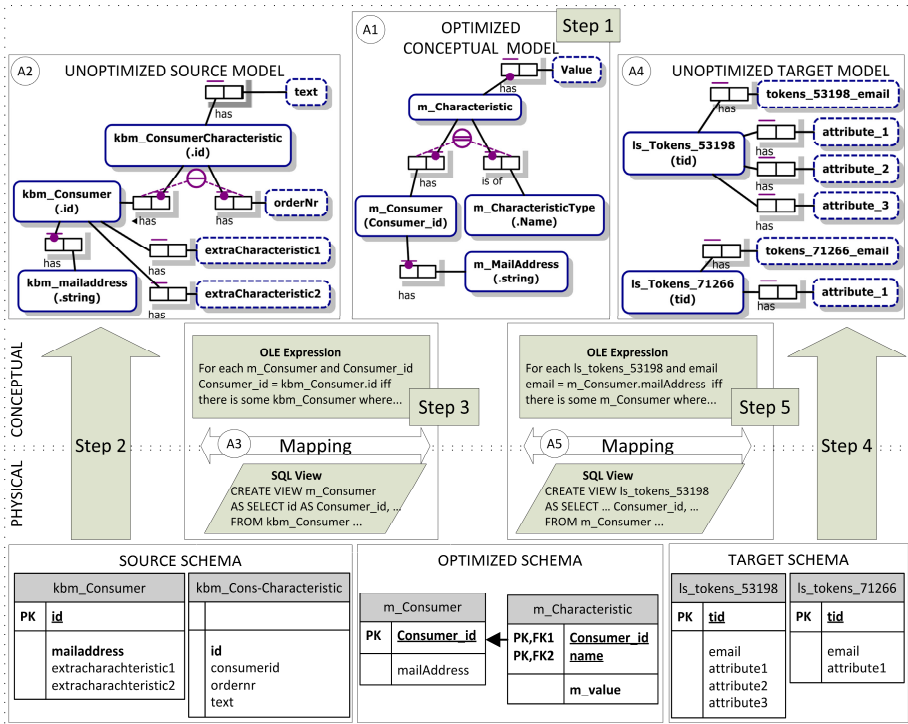 A1
OPTIMIZED
CONCEPTUAL MODEL
Step 1
A2
UNOPTIMIZED SOURCE MODEL
text
has
kbm_ConsumerCharacteristic
(.id)
kbm_Consumer
(.id)
◄has
has
orderNr
has
kbm_mailaddress
(.string)
has
extraCharacteristic1
has
extraCharacteristic2
Value
has
m_Characteristic
has
is of
m_Consumer
(Consumer_id)
m_CharacteristicType
(.Name)
has
m_MailAddress
(.string)
A4
UNOPTIMIZED TARGET MODEL
tokens_53198_email
has
ls_Tokens_53198
(tid)
has
attribute_1
has
attribute_2
has
attribute_3
has
tokens_71266_email
ls_Tokens_71266
(tid)
has
attribute_1
CONCEPTUAL
PHYSICAL
Step 2
OLE Expression
For each m_Consumer and Consumer_id
Consumer_id = kbm_Consumer.id iff
there is some kbm_Consumer where...
Step 3
A3
Mapping
SQL View
CREATE VIEW m_Consumer
AS SELECT id AS Consumer_id, ...
FROM kbm_Consumer ...
OLE Expression
For each ls_tokens_53198 and email
email = m_Consumer.mailAddress iff
there is some m_Consumer where...
Step 5
A5
Mapping
SQL View
CREATE VIEW ls_tokens_53198
AS SELECT ... Consumer_id, ...
FROM m_Consumer ...
Step 4
SOURCE SCHEMA
kbm_Consumer
PK id
mailaddress
extracharachteristic1
extracharachteristic2
kbm_Cons-Characteristic
id
consumerid
ordernr
text
OPTIMIZED SCHEMA
m_Consumer
PK Consumer_id
mailAddress
m_Characteristic
PK,FK1 Consumer_id
PK,FK2 name
m_value
TARGET SCHEMA
ls_tokens_53198
PK tid
email
attribute1
attribute2
attribute3
ls_tokens_71266
PK tid
email
attribute1